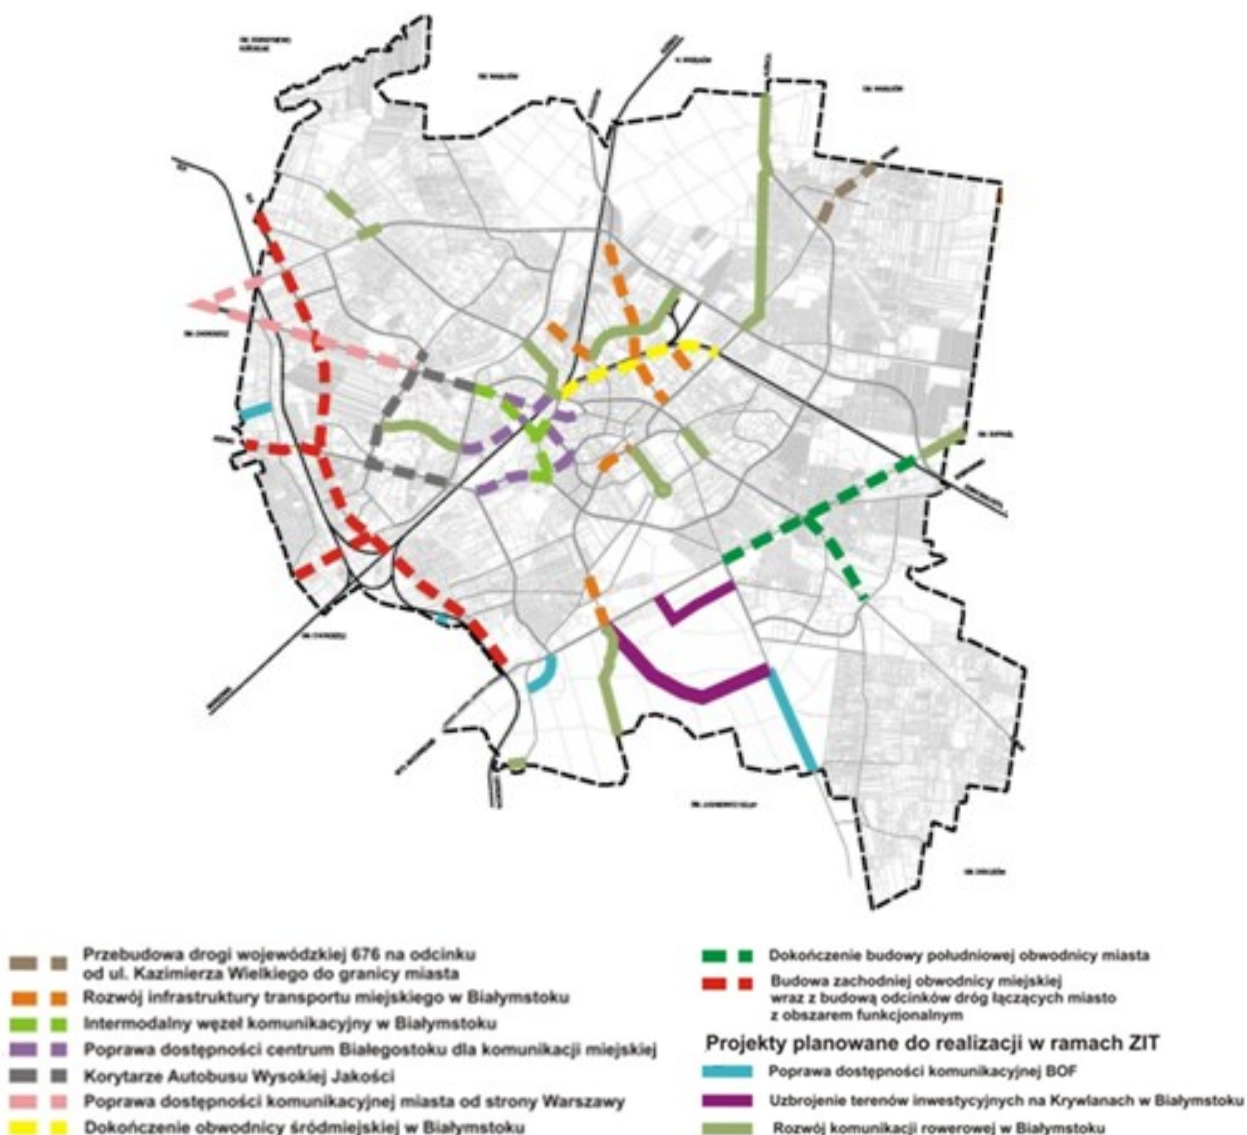 Przebudowa drogi wojewódzkiej 676 na odcinku
od ul. Kazimierza Wielkiego do granicy miasta
Rozwój infrastruktury transportu miejskiego w Białymstoku
Intermodalny węzeł komunikacyjny w Białymstoku
Poprawa dostępności centrum Białegostoku dla komunikacji miejskiej
Korytarze Autobusu Wysokiej Jakości
Poprawa dostępności komunikacyjnej miasta od strony Warszawy
Dokończenie obwodnicy śródmiejskiej w Białymstoku
Dokończenie budowy południowej obwodnicy miasta
Budowa zachodniej obwodnicy miejskiej
wraz z budową odcinków dróg łączących miasto
z obszarem funkcjonalnym
Projekty planowane do realizacji w ramach ZIT
Poprawa dostępności komunikacyjnej BOF
Uzbrojenie terenów inwestycyjnych na Krywlanach w Białymstoku
Rozwój komunikacji rowerowej w Białymstoku